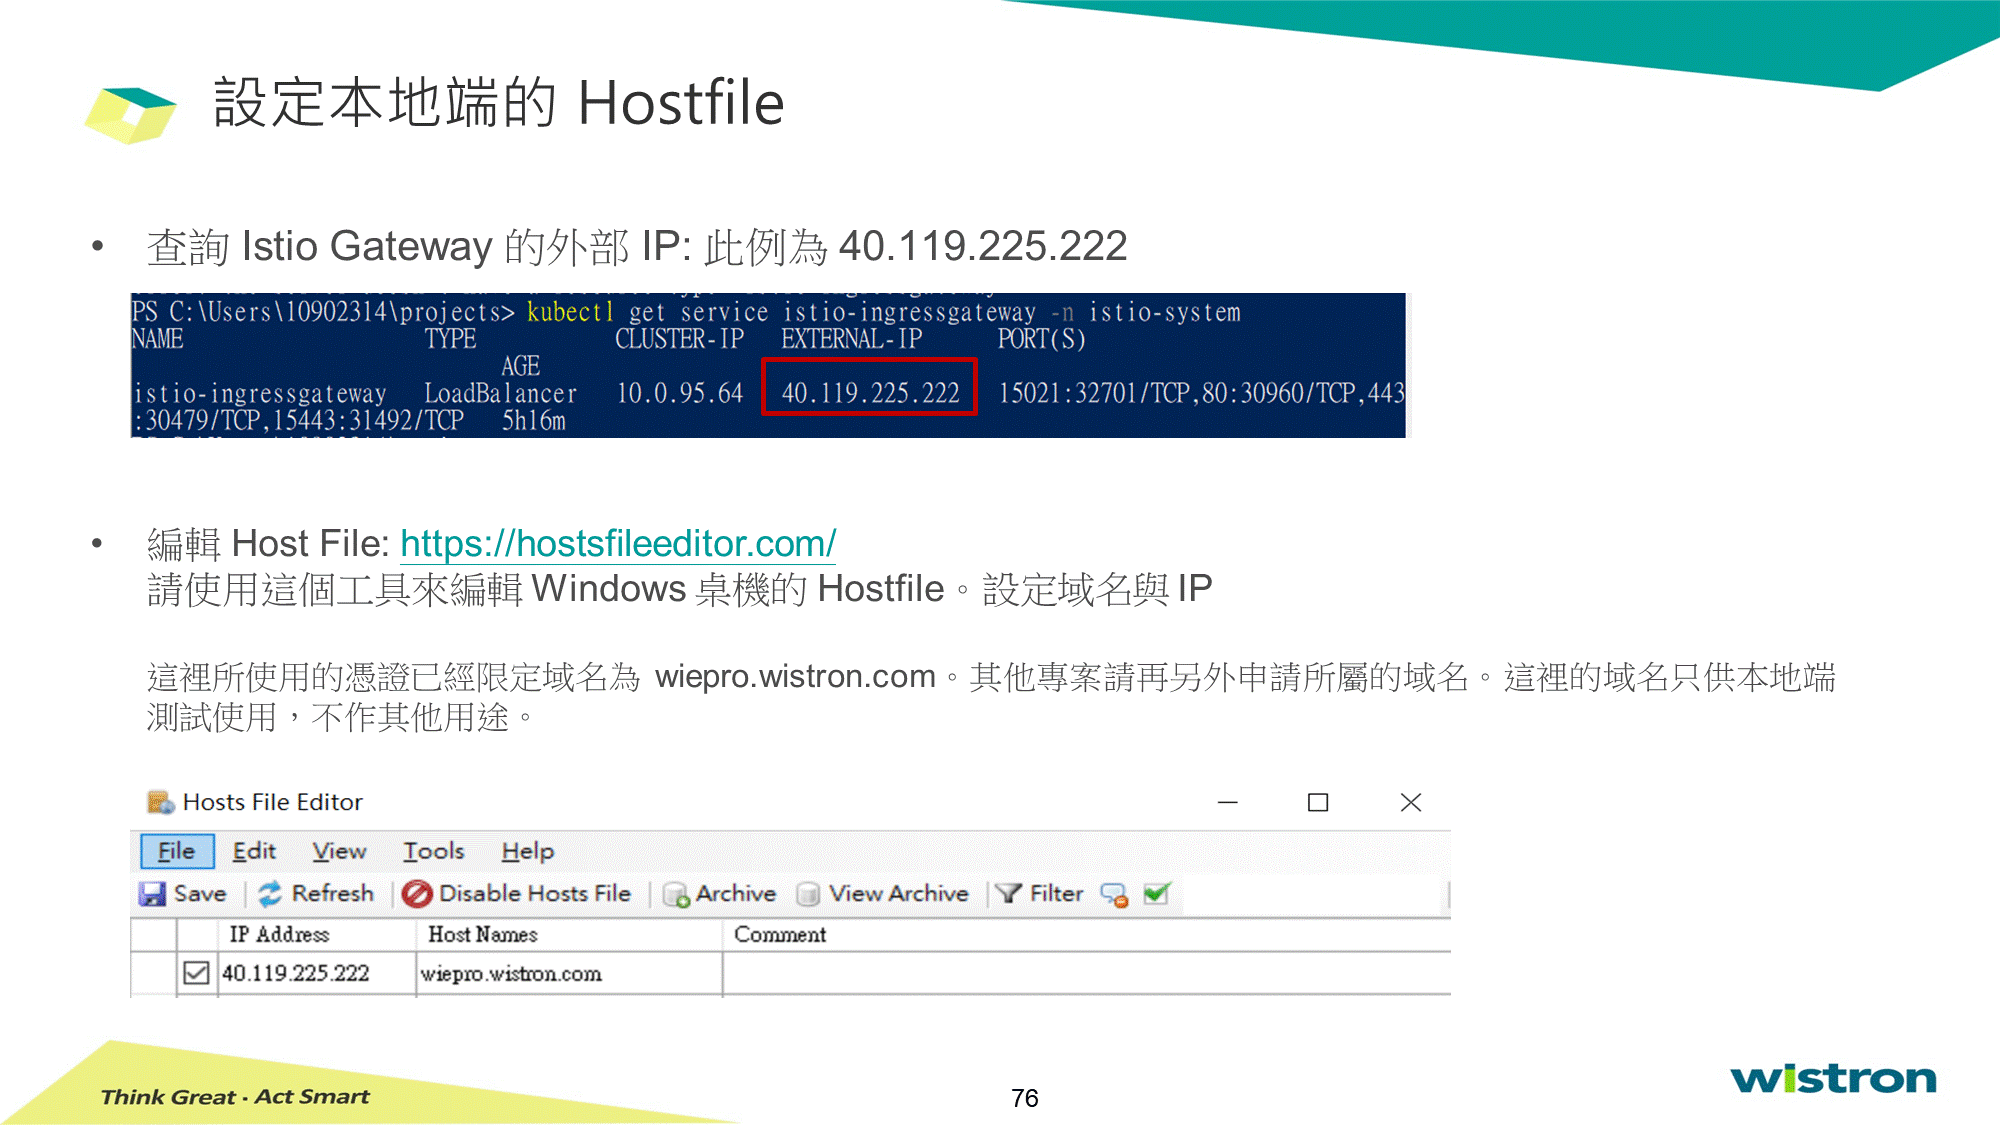 設定本地端的 Hostfile
• 查詢 Istio Gateway 的外部 IP: 此例為 40.119.225.222
PS C:\Users\10902314\projects> kubectl get service istio-ingressgateway -n istio-system
NAME TYPE CLUSTER-IP EXTERNAL-IP PORT(S)
AGE
istio-ingressgateway LoadBalancer 10.0.95.64 40.119.225.222 15021:32701/TCP,80:30960/TCP,443
:30479/TCP,15443:31492/TCP 5h16m
• 編輯 Host File: https://hostsfileeditor.com/
請使用這個工具來編輯 Windows 桌機的 Hostfile。設定域名與 IP
這裡所使用的憑證已經限定域名為 wiepro.wistron.com。其他專案請再另外申請所屬的域名。這裡的域名只供本地端
測試使用，不作其他用途。
Hosts File Editor
File Edit View Tools Help
Save Refresh Disable Hosts File Archive View Archive Filter
IP Address Host Names Comment
40.119.225.222 wiepro.wistron.com
Think Great · Act Smart
76
wistron